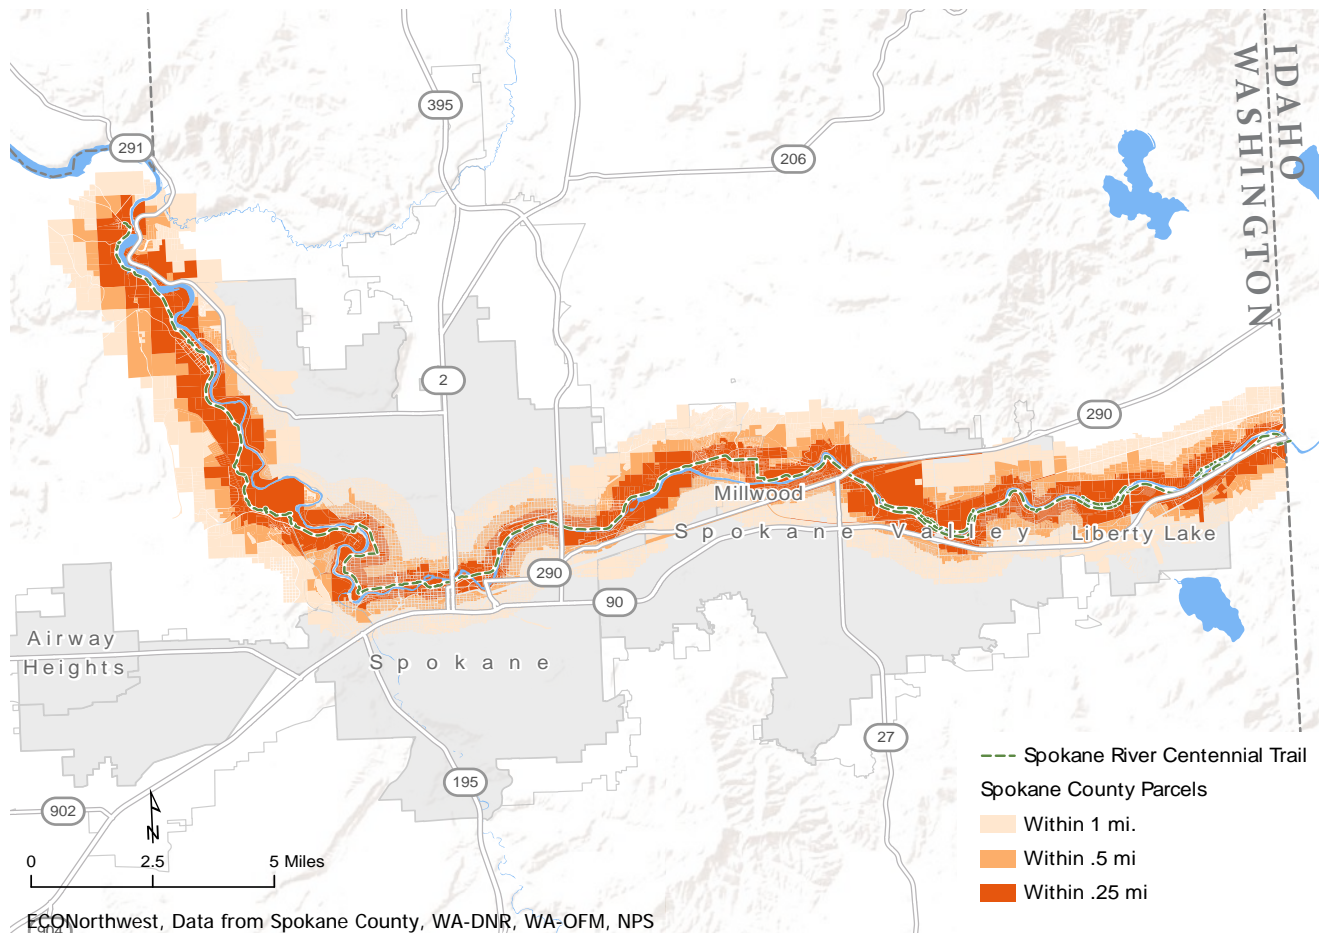 395
291
206
IDAHO
WASHINGTON
2
290
Millwood
Spokane Valley
Liberty Lake
290
90
Airway
Heights
Spokane
27
195
902
N
0 2.5 5 Miles
Spokane River Centennial Trail
Spokane County Parcels
Within 1 mi.
Within .5 mi
Within .25 mi
904
ECONorthwest, Data from Spokane County, WA-DNR, WA-OFM, NPS